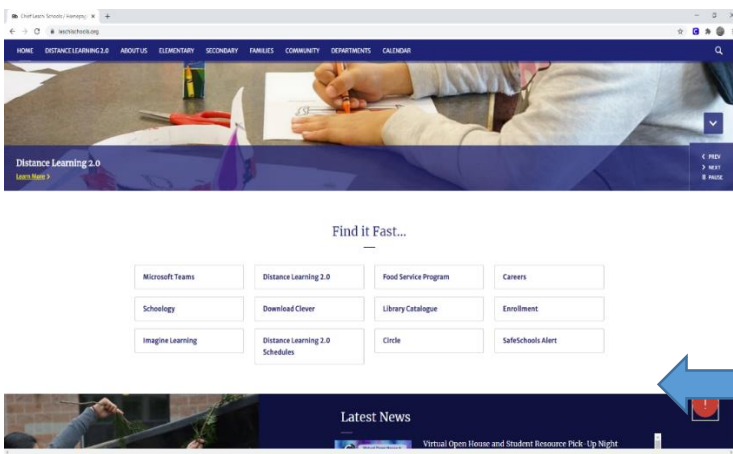 Chief Leschi Schools / Homepage
leschischools.org
HOME DISTANCE LEARNING 2.0 ABOUT US ELEMENTARY SECONDARY FAMILIES COMMUNITY DEPARTMENTS CALENDAR
Distance Learning 2.0
Learn More >
PREV
NEXT
PAUSE
Find it Fast...
Microsoft Teams
Distance Learning 2.0
Food Service Program
Careers
Schoology
Download Clever
Library Catalogue
Enrollment
Imagine Learning
Distance Learning 2.0
Schedules
Circle
SafeSchools Alert
Latest News
Virtual Open House and Student Resource Pick-Up Night